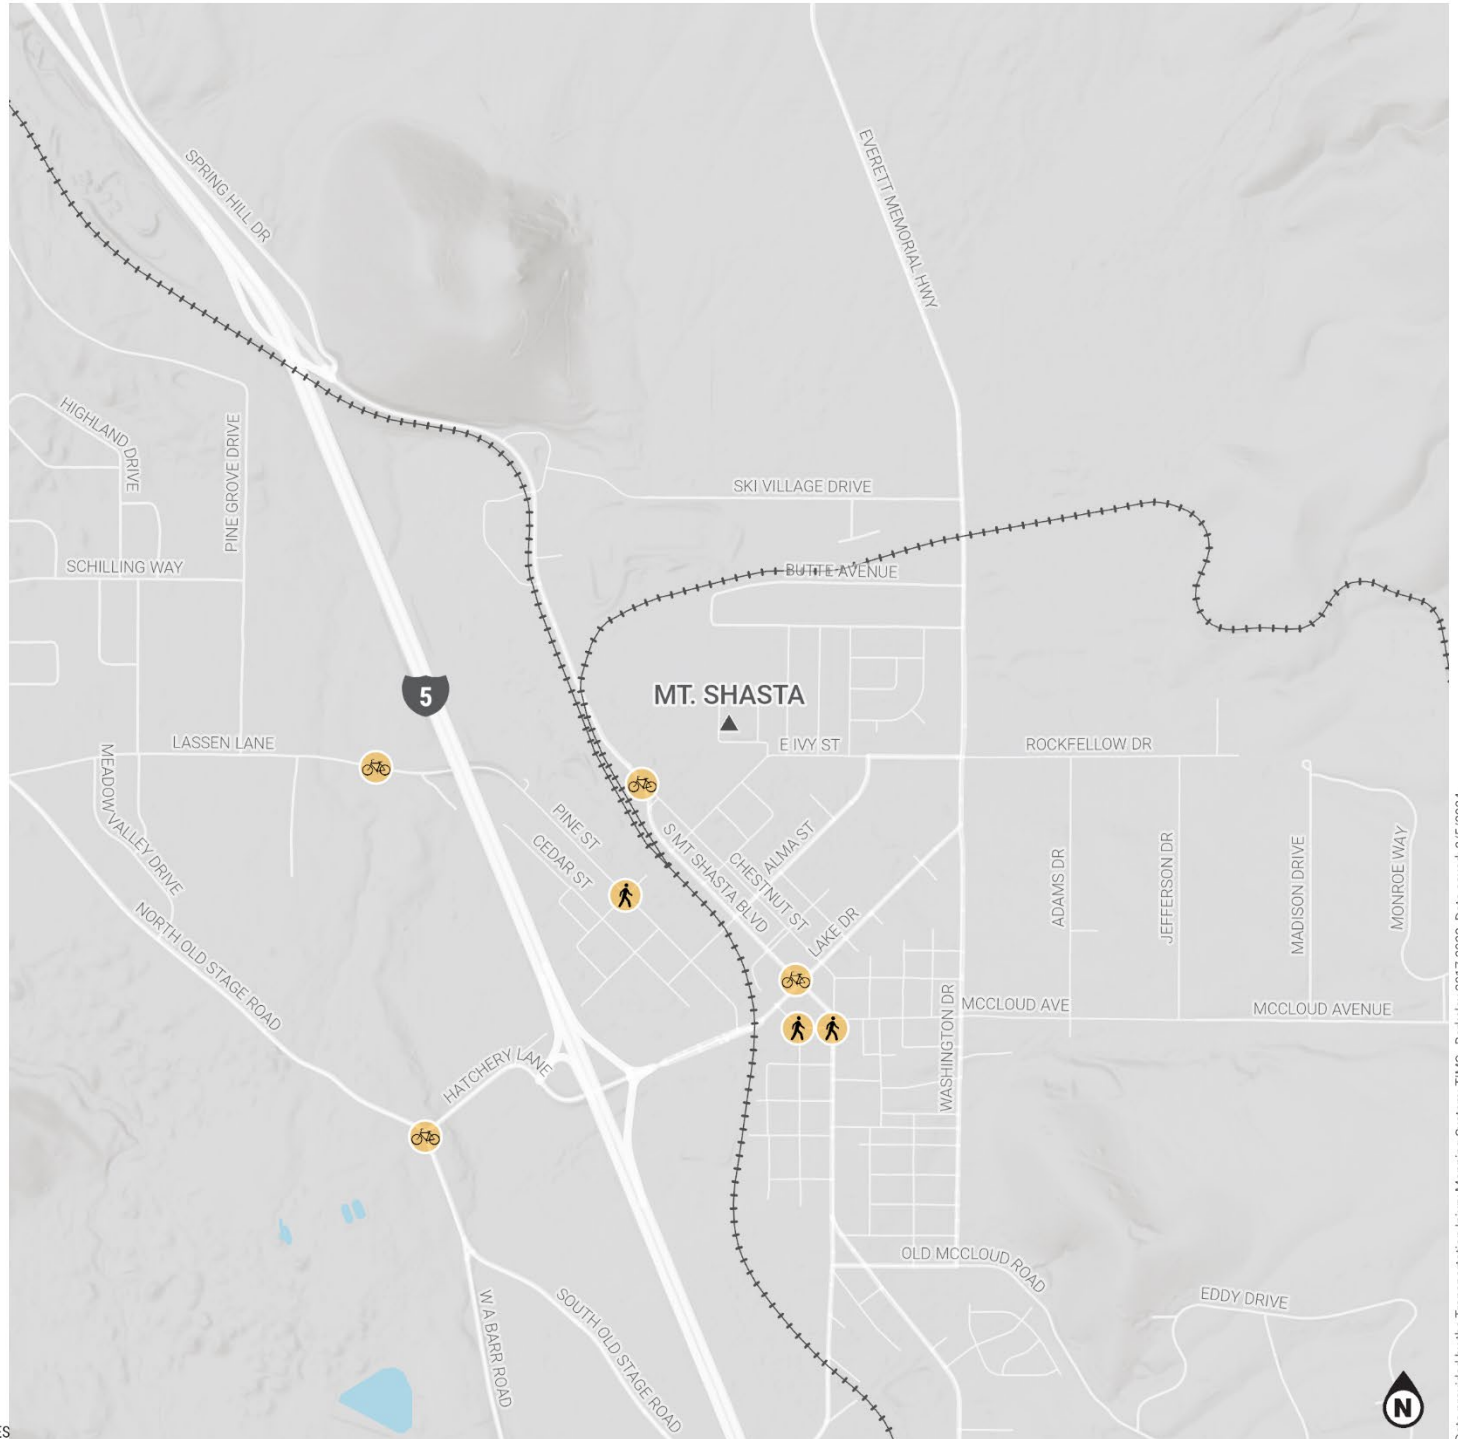 SPRING HILL DR
EVERETT MEMORIAL HWY
HIGHLAND DRIVE
PINE GROVE DRIVE
SKI VILLAGE DRIVE
SCHILLING WAY
BUTTE AVENUE
5
MT. SHASTA
LASSEN LANE
E IVY ST
ROCKFELLOW DR
MEADOW VALLEY DRIVE
PINE ST
CEDAR ST
S MT SHASTA BLVD
CHESTNUT ST
ALMA ST
LAKE DR
ADAMS DR
JEFFERSON DR
MADISON DRIVE
MONROE WAY
NORTH OLD STAGE ROAD
WASHINGTON DR
MCCLOUD AVE
MCCLOUD AVENUE
HATCHERY LANE
OLD MCCLOUD ROAD
EDDY DRIVE
W A BARR ROAD
SOUTH OLD STAGE ROAD
N
ES